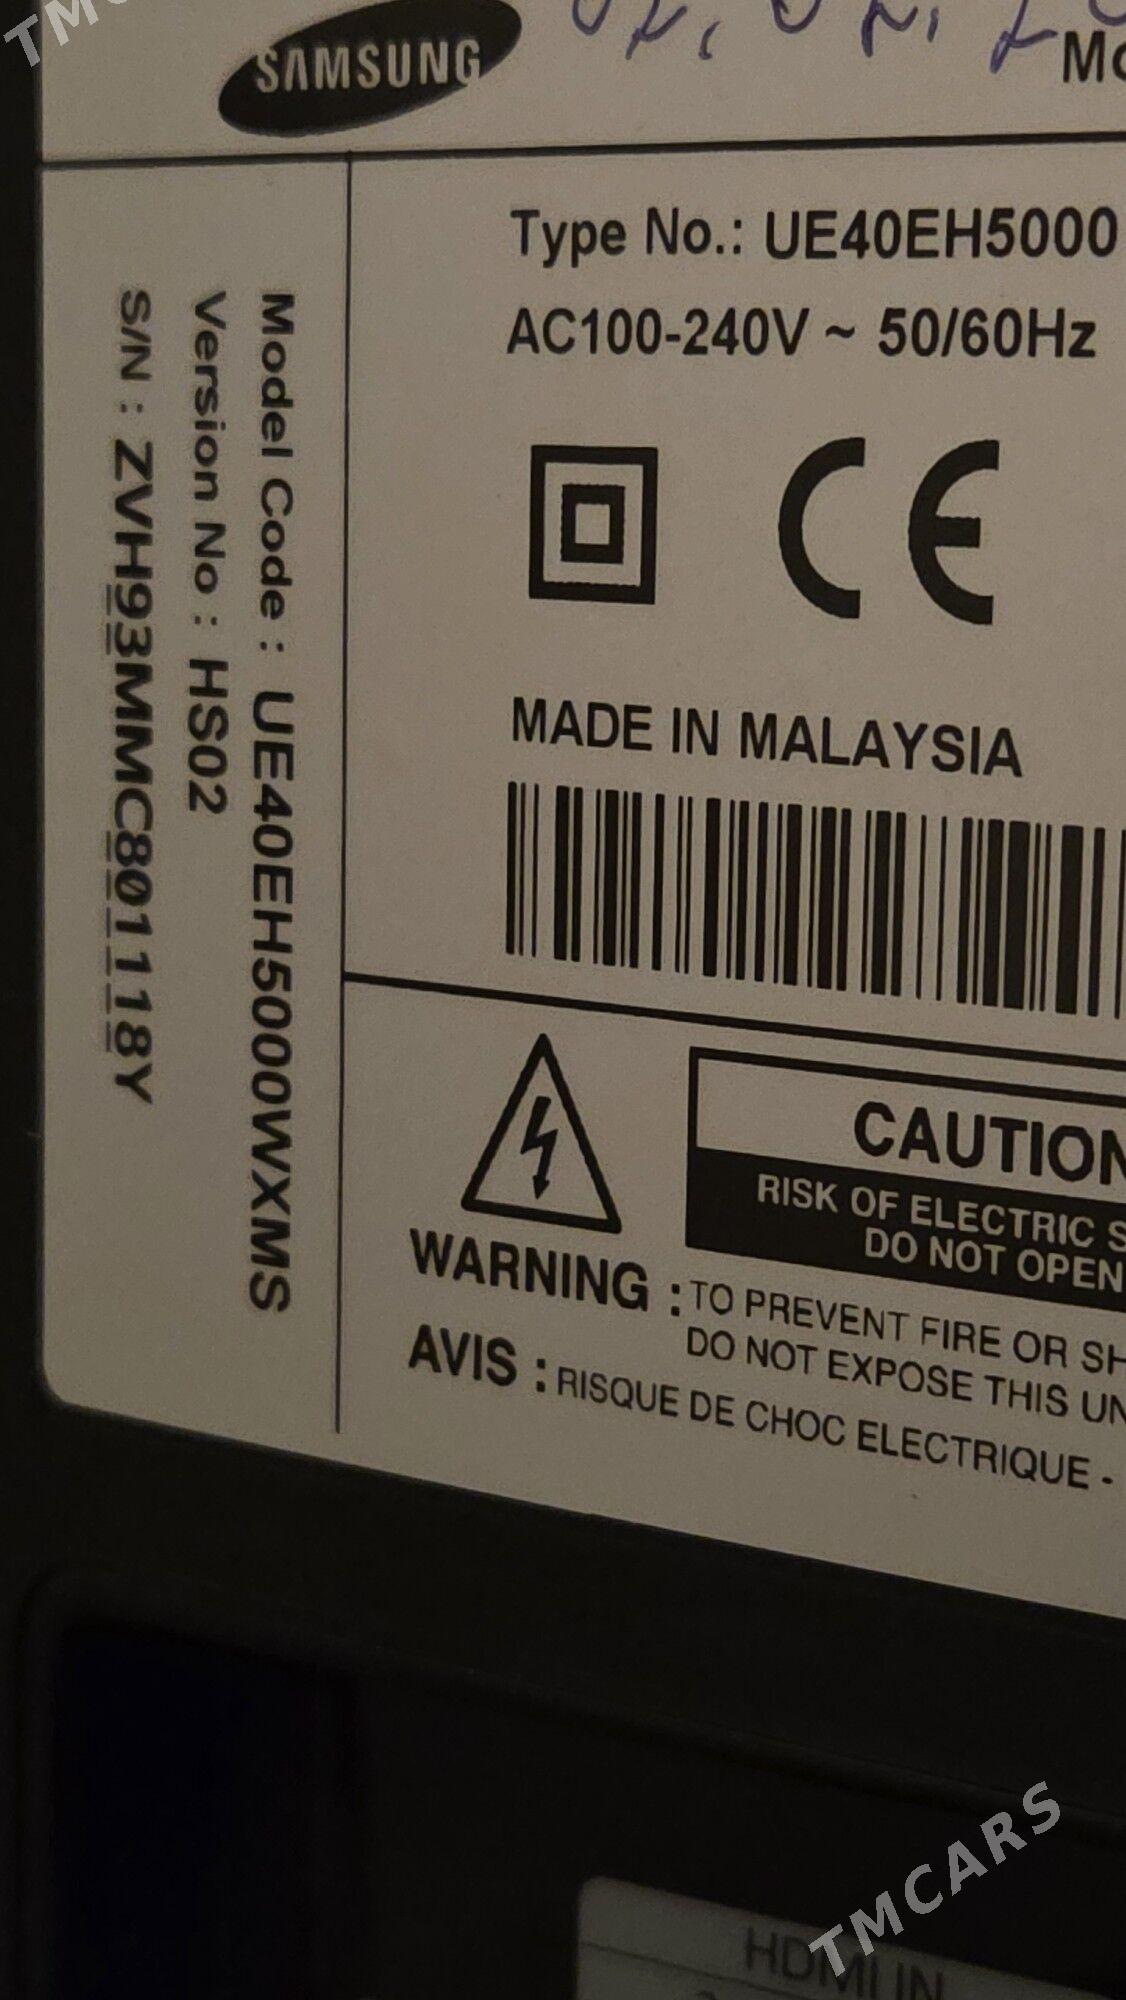 SAMSUNG
Type No.: UE40EH5000
AC100-240V ~ 50/60Hz
CE
MADE IN MALAYSIA
Model Code : UE40EH5000WXMS
Version No : HS02
S/N : ZVH93MMC801118Y
CAUTION
RISK OF ELECTRIC
DO NOT OPEN
WARNING : TO PREVENT FIRE OR
DO NOT EXPOSE THIS
AVIS : RISQUE DE CHOC ELECTRIQUE -
HDMI IN
TMCARS